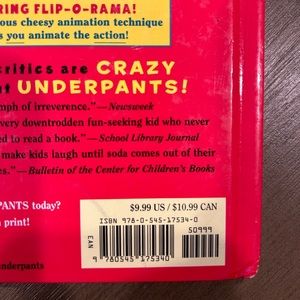 RING FLIP-O-RAMA!
ous cheesy animation technique
s you animate the action!
critics are CRAZY
t UNDERPANTS!
mph of irreverence."—Newsweek
very downtrodden fun-seeking kid who never
d to read a book."—School Library Journal
make kids laugh until soda comes out of their
es."—Bulletin of the Center for Children's Books
PANTS today?
$9.99 US / $10.99 CAN
ISBN 978-0-545-17534-0
n print!
50999
EAN
9 780545 175340
underpants